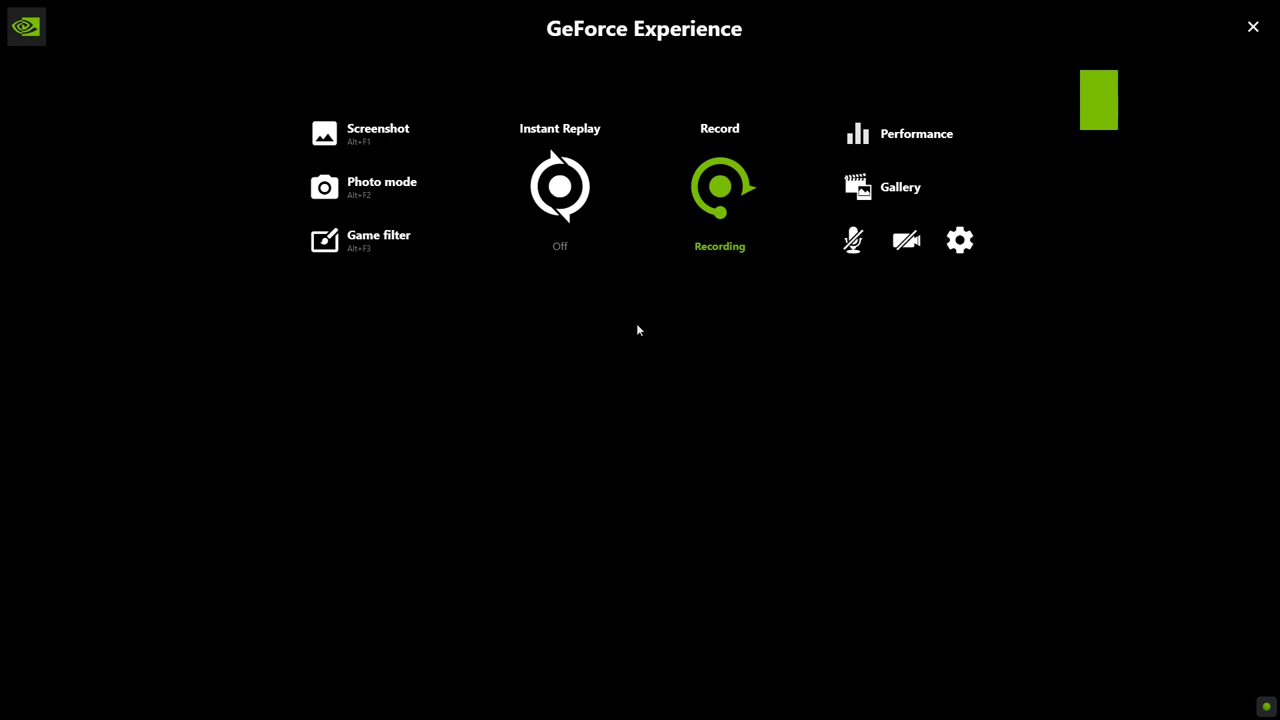 GeForce Experience
Screenshot
Alt+F1
Photo mode
Alt+F2
Game filter
Alt+F3
Instant Replay
Off
Record
Recording
Performance
Gallery